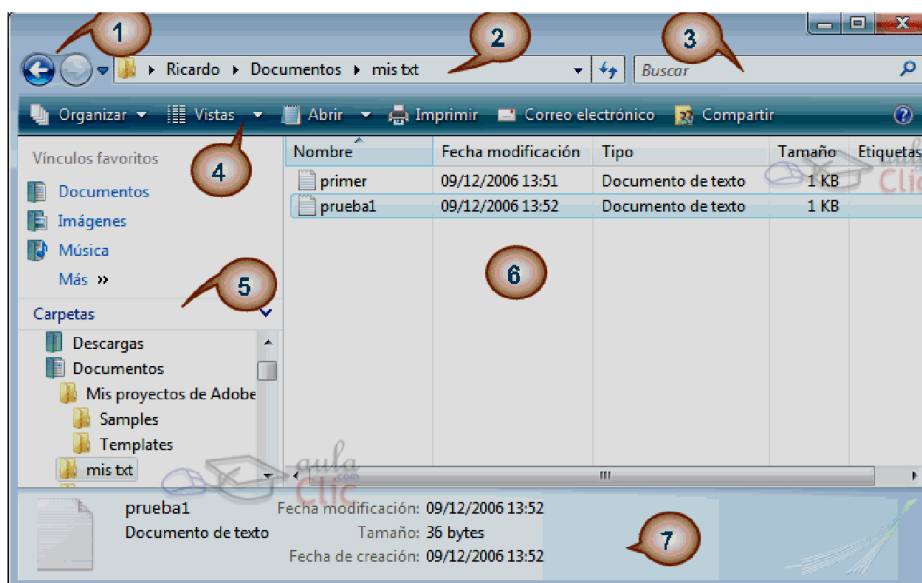 1
2
3
Ricardo Documentos mis txt
Buscar
Organizar Vistas Abrir Imprimir Correo electrónico Compartir
4
Vínculos favoritos
Documentos
Imágenes
Música
Más »
5
Carpetas
Descargas
Documentos
Mis proyectos de Adobe
Samples
Templates
mis txt
Nombre Fecha modificación Tipo Tamaño Etiquetas
primer 09/12/2006 13:51 Documento de texto 1 KB
prueba1 09/12/2006 13:52 Documento de texto 1 KB
6
aula
.com
Clic
prueba1 Fecha modificación: 09/12/2006 13:52
Documento de texto Tamaño: 36 bytes
Fecha de creación: 09/12/2006 13:52
7